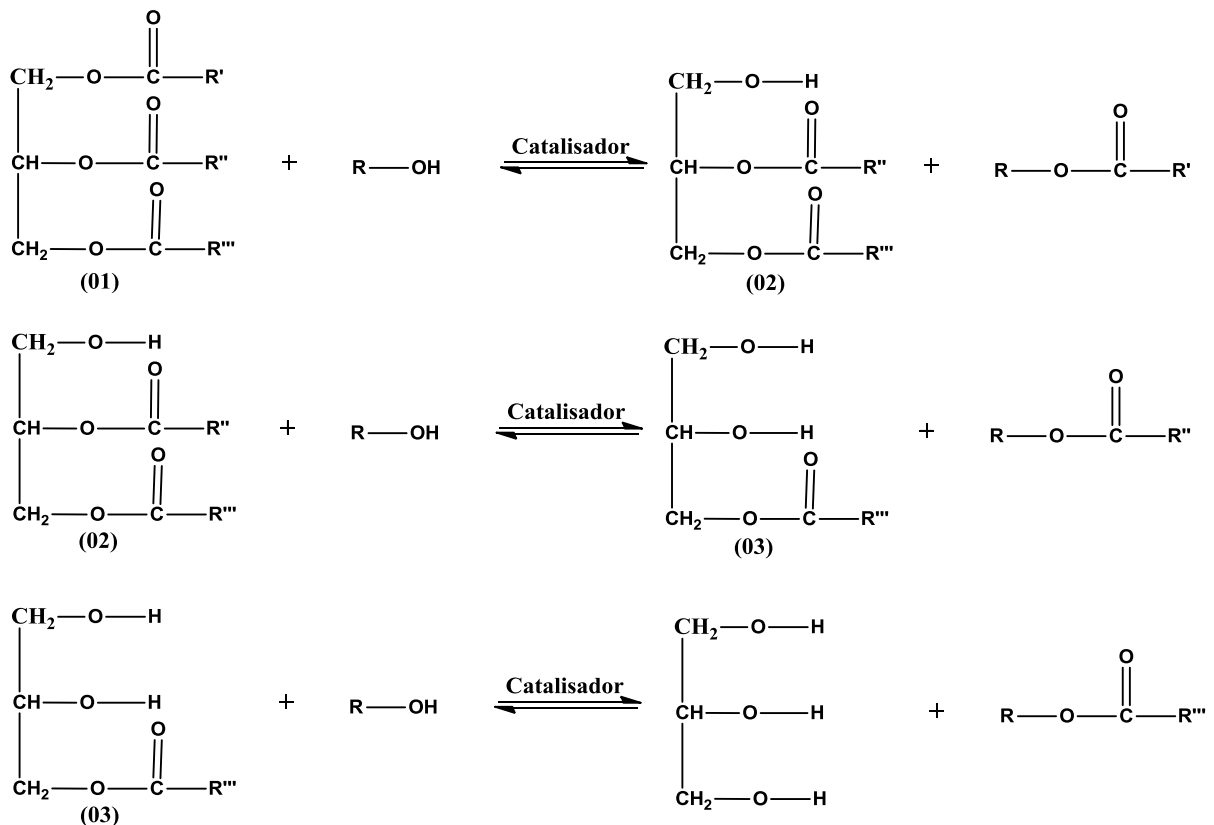 O O
CH2—O—C—R'
O
CH—O—C—R'' + R—OH Catalisador
O
CH2—O—C—R'''
(01)
CH2—O—H
O
CH—O—C—R'' + R—O—C—R'
O O
CH2—O—C—R'''
(02)
CH2—O—H
O
CH—O—C—R'' + R—OH Catalisador
O
CH2—O—C—R'''
(02)
CH2—O—H
CH—O—H + R—O—C—R''
O O
CH2—O—C—R'''
(03)
CH2—O—H
CH—O—H + R—OH Catalisador
O
CH2—O—C—R'''
(03)
CH2—O—H
O
CH—O—H + R—O—C—R'''
CH2—O—H